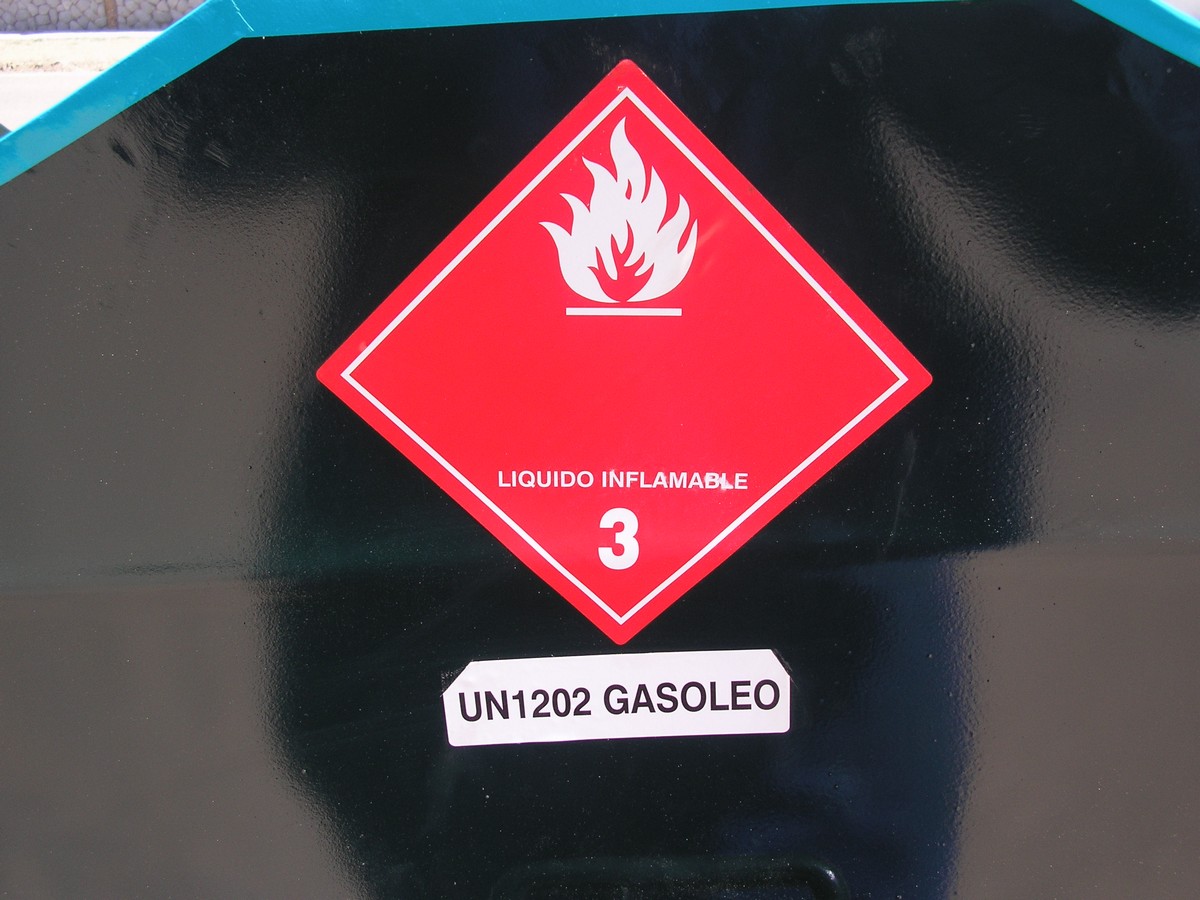 LIQUIDO INFLAMABLE
3
UN1202 GASOLEO